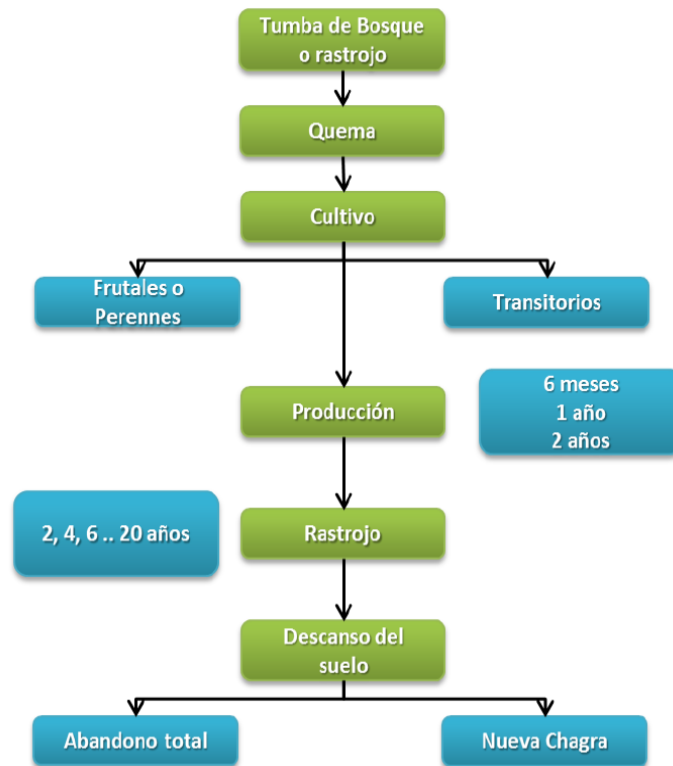 Tumba de Bosque
o rastrojo
Quema
Cultivo
Frutales o
Perennes
Transitorios
Producción
6 meses
1 año
2 años
2, 4, 6 .. 20 años
Rastrojo
Descanso del
suelo
Abandono total
Nueva Chagra